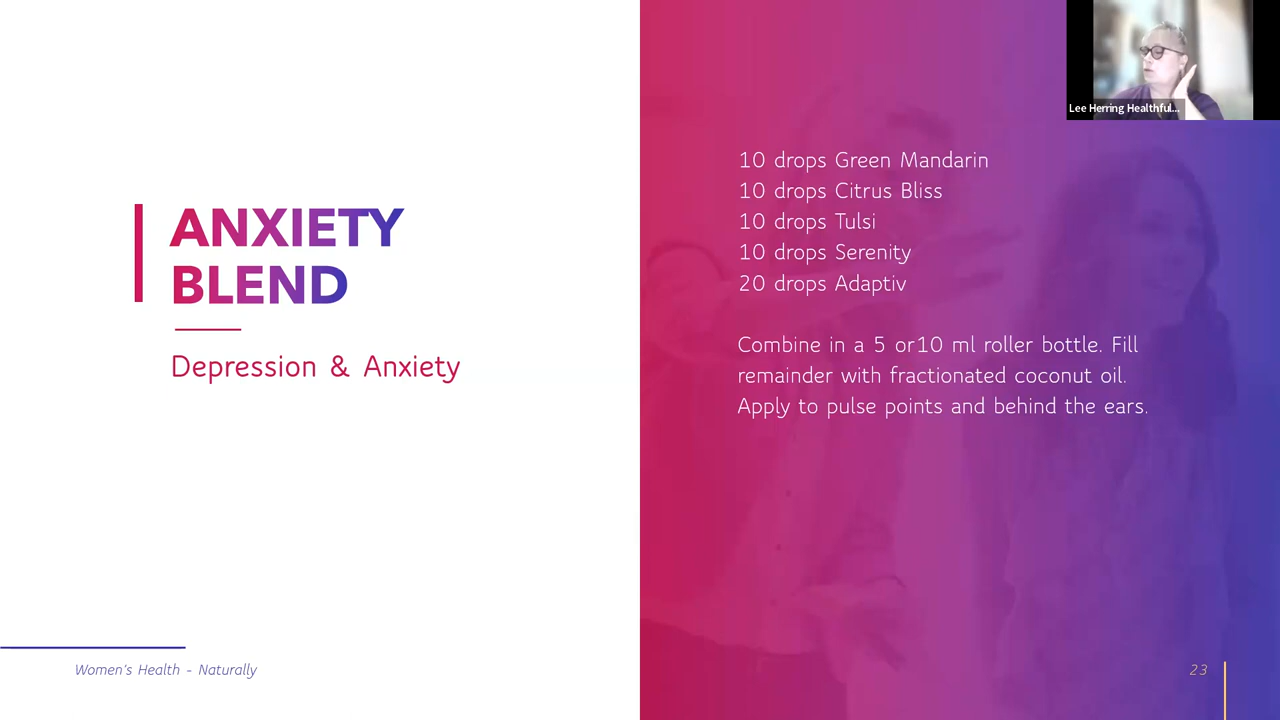 ANXIETY
BLEND
Depression & Anxiety
Women's Health - Naturally
Lee Herring Healthful...
10 drops Green Mandarin
10 drops Citrus Bliss
10 drops Tulsi
10 drops Serenity
20 drops Adaptiv
Combine in a 5 or10 ml roller bottle. Fill
remainder with fractionated coconut oil.
Apply to pulse points and behind the ears.
23